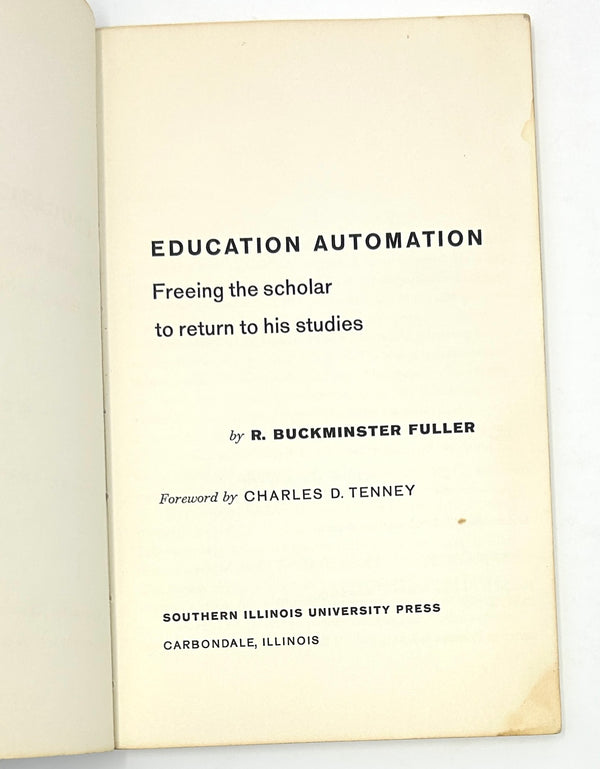 EDUCATION AUTOMATION
Freeing the scholar
to return to his studies
by R. BUCKMINSTER FULLER
Foreword by CHARLES D. TENNEY
SOUTHERN ILLINOIS UNIVERSITY PRESS
CARBONDALE, ILLINOIS